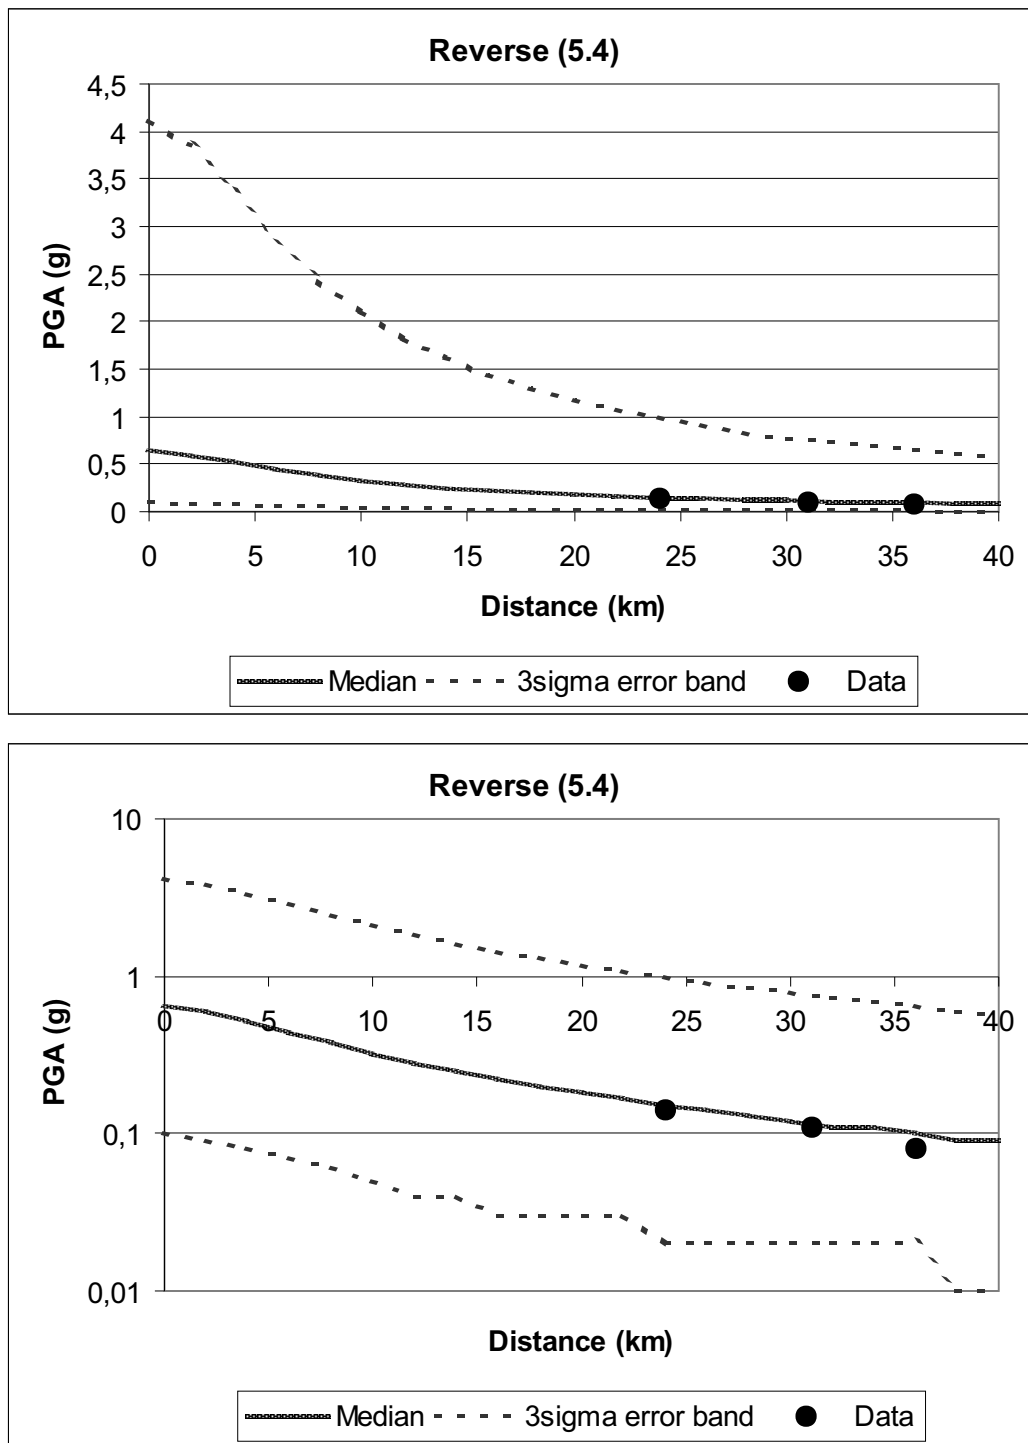 Reverse (5.4)
4,5
4
3,5
3
2,5
2
1,5
1
0,5
0
PGA (g)
0 5 10 15 20 25 30 35 40
Distance (km)
Median 3sigma error band Data
Reverse (5.4)
10
1
0,1
0,01
PGA (g)
0 5 10 15 20 25 30 35 40
Distance (km)
Median 3sigma error band Data